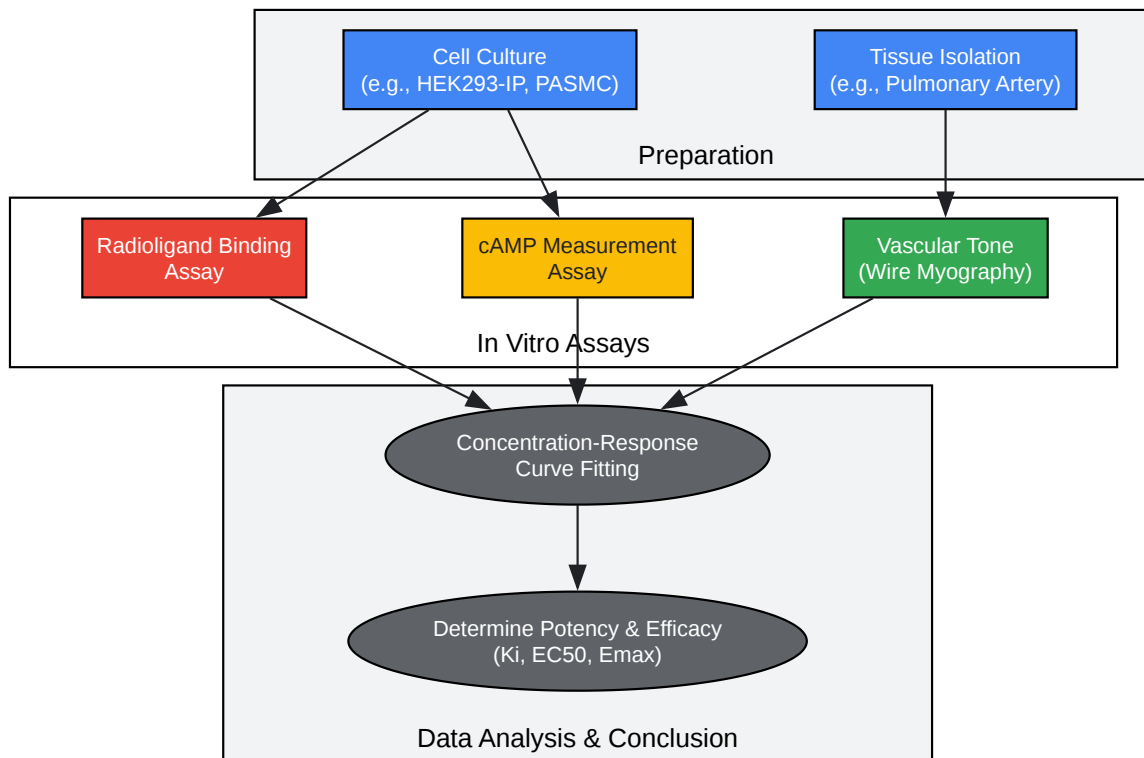 Cell Culture
(e.g., HEK293-IP, PASMC)
Tissue Isolation
(e.g., Pulmonary Artery)
Preparation
Radioligand Binding
Assay
cAMP Measurement
Assay
Vascular Tone
(Wire Myography)
In Vitro Assays
Concentration-Response
Curve Fitting
Determine Potency & Efficacy
(Ki, EC50, Emax)
Data Analysis & Conclusion